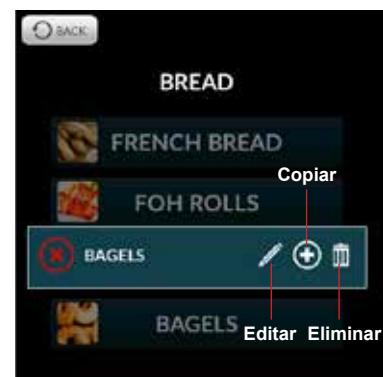 BACK
BREAD
FRENCH BREAD
Copiar
FOH ROLLS
BAGELS
BAGELS
Editar Eliminar